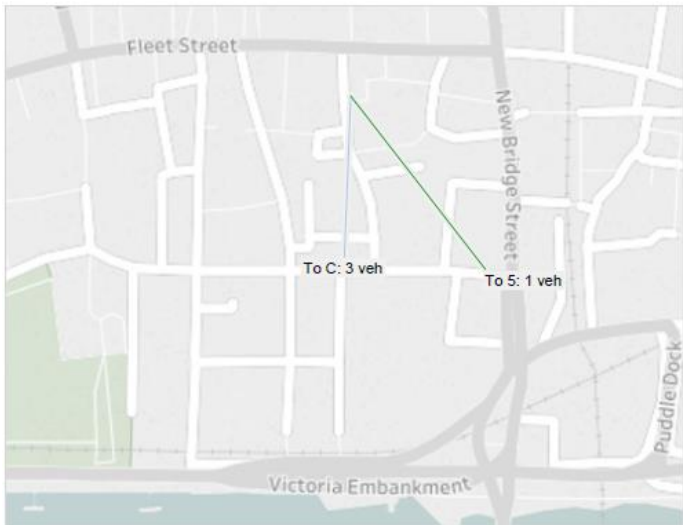 Fleet Street
New Bridge Street
To C: 3 veh
To 5: 1 veh
Puddle Dock
Victoria Embankment